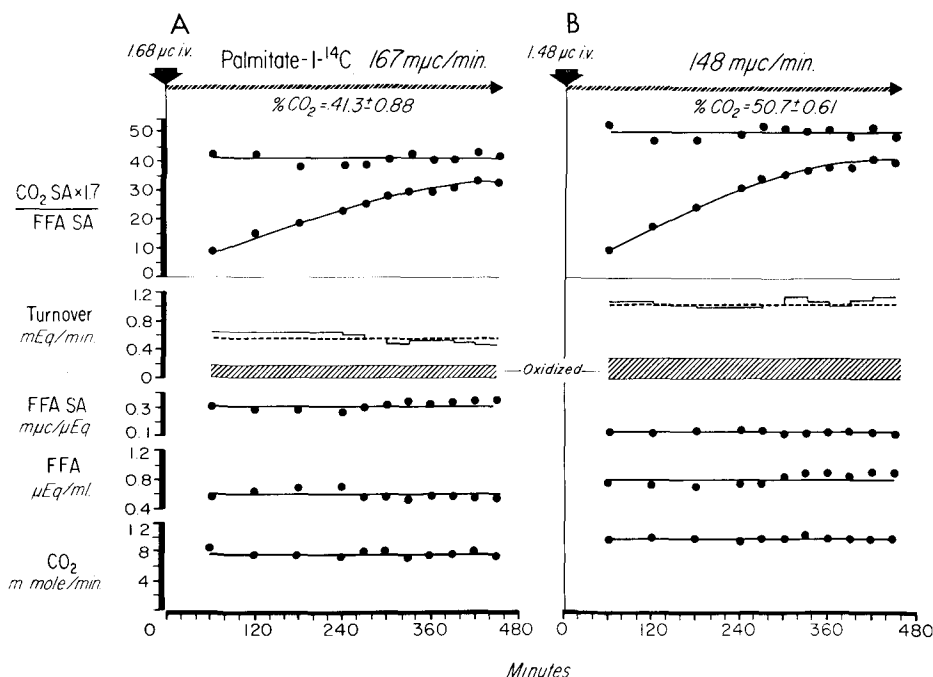 A
B
1.68 μc i.v.
Palmitate-1-¹⁴C 167 mμc/min.
1.48 μc i.v.
148 mμc/min.
% CO₂ = 41.3 ± 0.88
% CO₂ = 50.7 ± 0.61
CO₂ SA × 1.7
FFA SA
50
40
30
20
10
0
Turnover
mEq/min.
1.2
0.8
0.4
0
Oxidized
FFA SA
mμc/μEq
0.3
0.1
FFA
μEq/ml.
1.2
0.8
0.4
CO₂
m mole/min.
12
8
4
0 120 240 360 480
0 120 240 360 480
Minutes